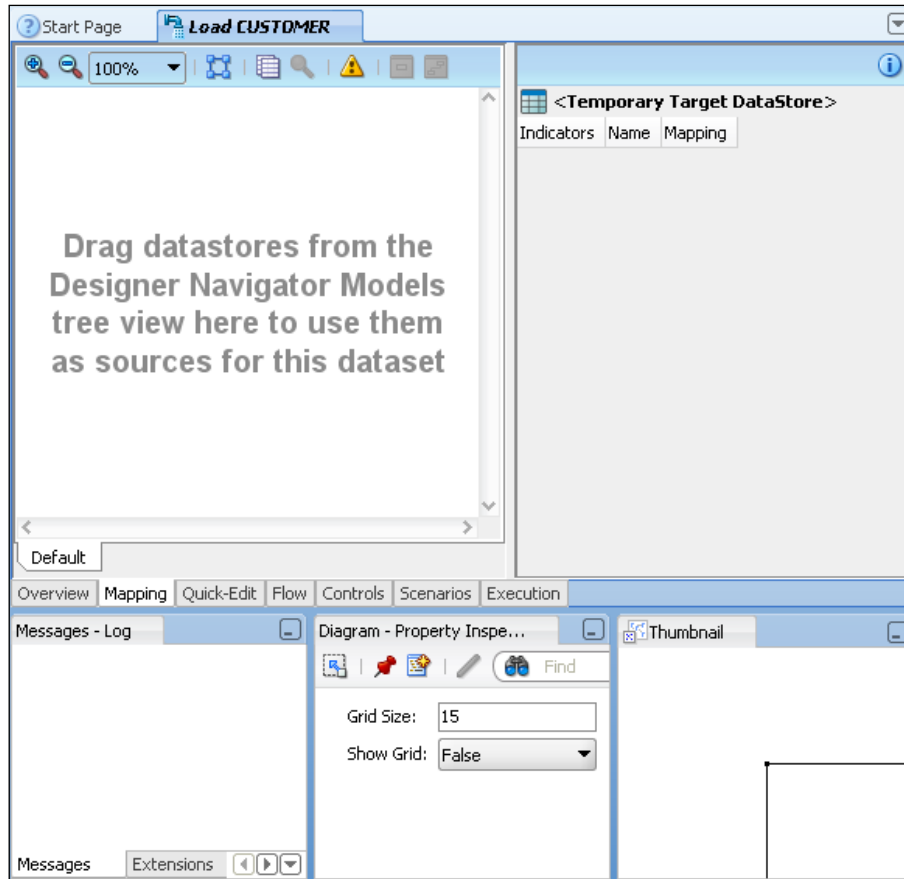 Start Page
Load CUSTOMER
100%
<Temporary Target DataStore>
Indicators Name Mapping
Drag datastores from the
Designer Navigator Models
tree view here to use them
as sources for this dataset
Default
Overview Mapping Quick-Edit Flow Controls Scenarios Execution
Messages - Log
Diagram - Property Inspe...
Thumbnail
Find
Grid Size: 15
Show Grid: False
Messages Extensions